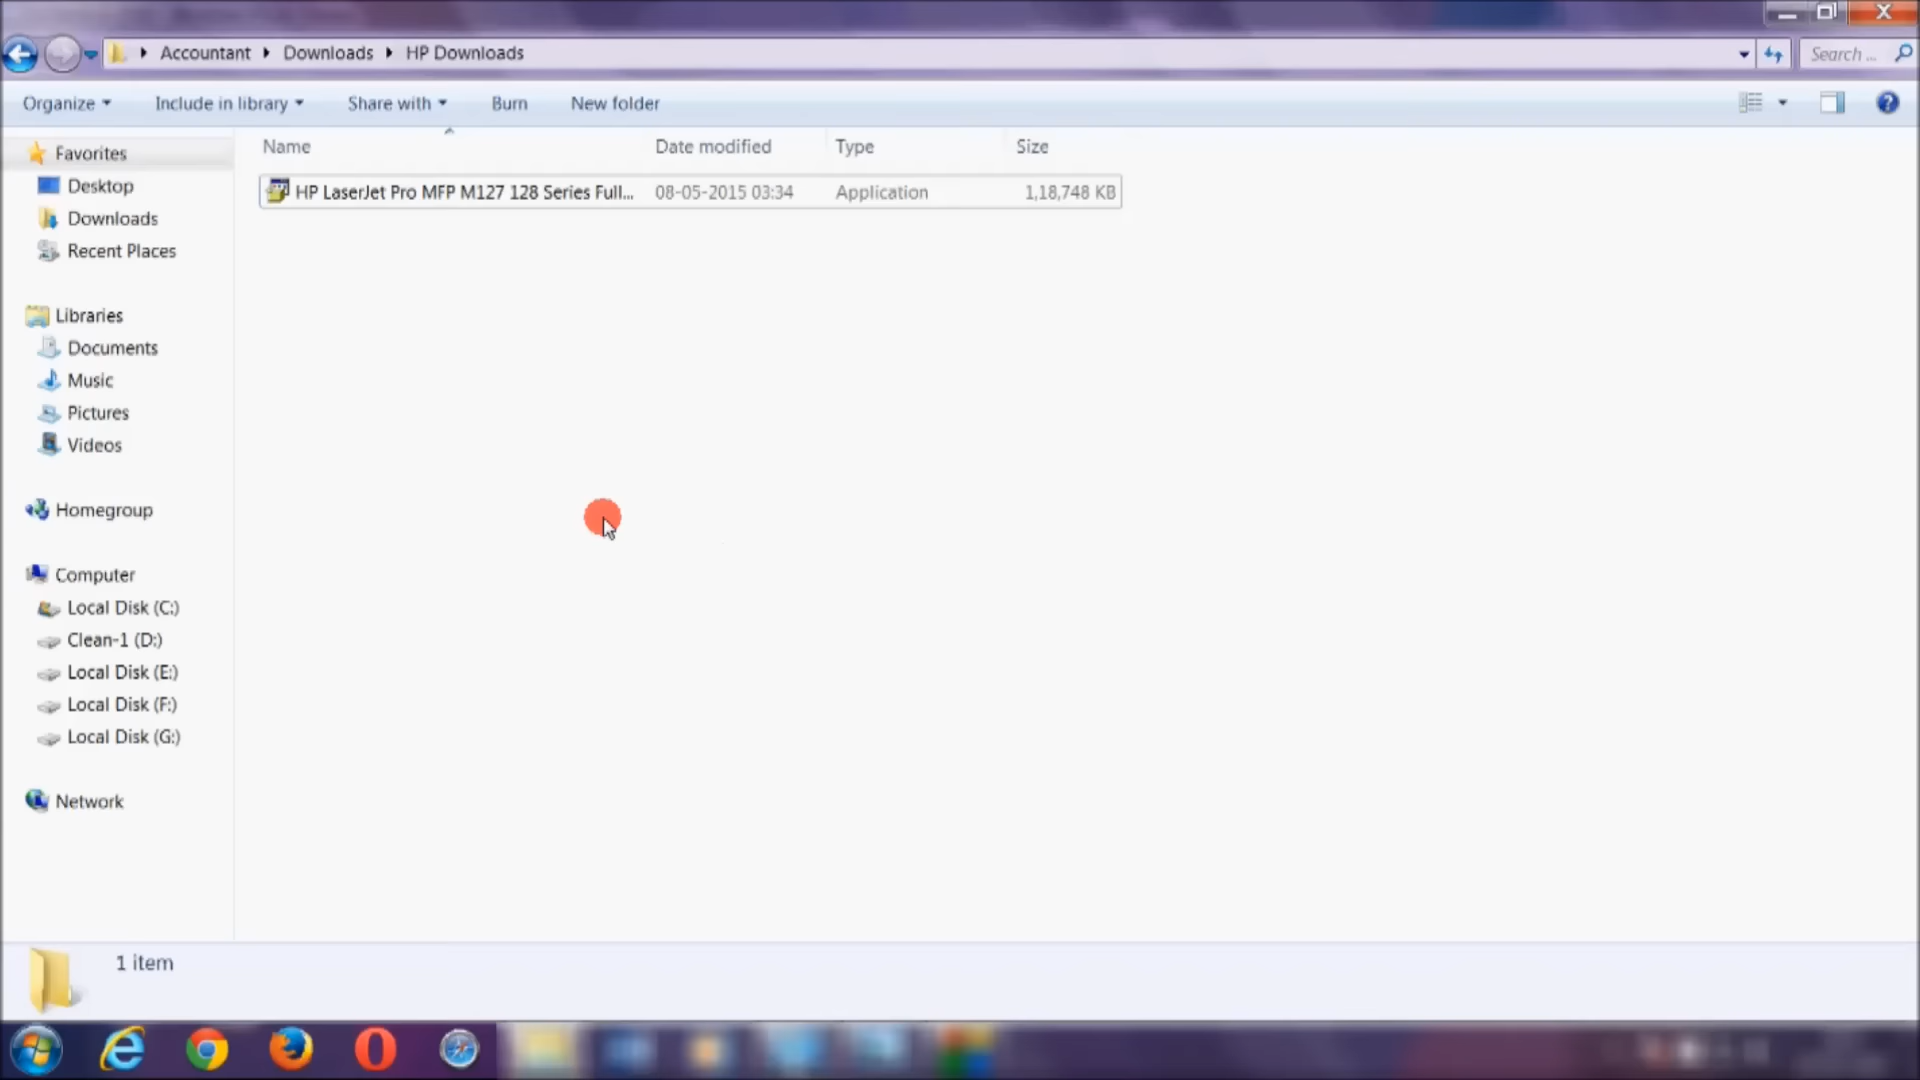 Accountant Downloads HP Downloads Search ...
Organize Include in library Share with Burn New folder
Name Date modified Type Size
HP LaserJet Pro MFP M127 128 Series Full... 08-05-2015 03:34 Application 1,18,748 KB
Favorites
Desktop
Downloads
Recent Places
Libraries
Documents
Music
Pictures
Videos
Homegroup
Computer
Local Disk (C:)
Clean-1 (D:)
Local Disk (E:)
Local Disk (F:)
Local Disk (G:)
Network
1 item